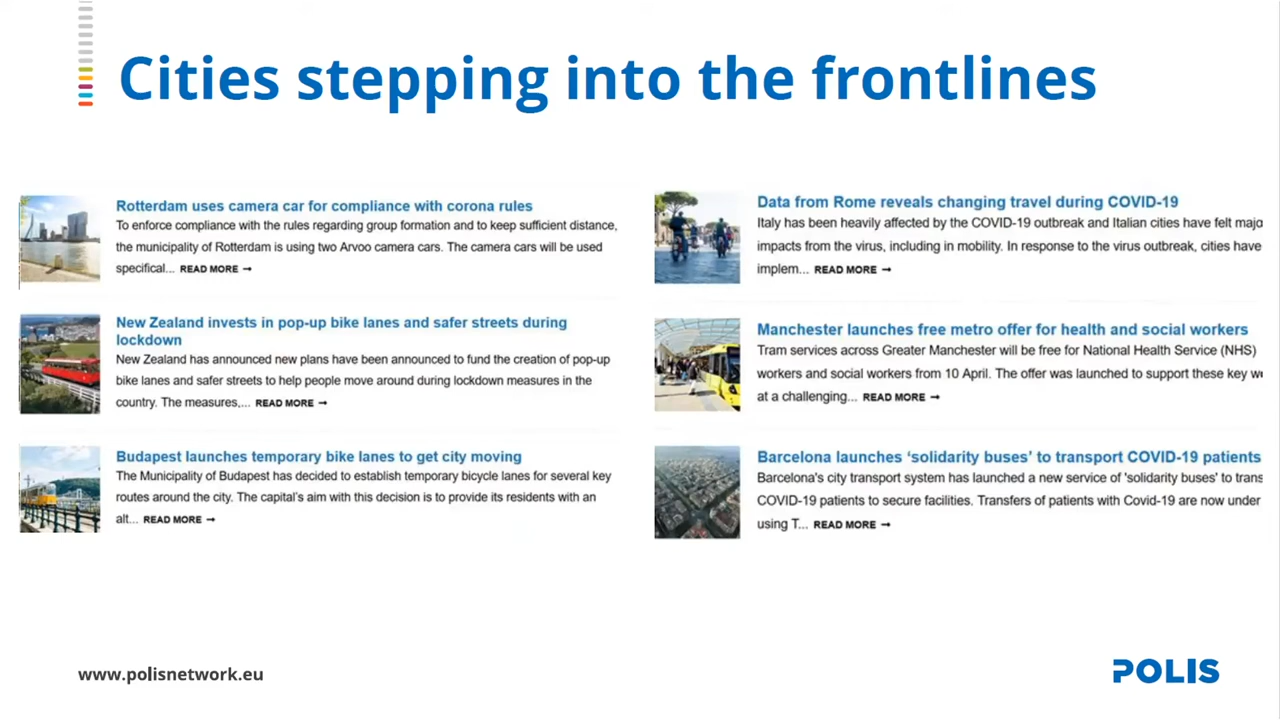 Cities stepping into the frontlines
Rotterdam uses camera car for compliance with corona rules
To enforce compliance with the rules regarding group formation and to keep sufficient distance,
the municipality of Rotterdam is using two Arvoo camera cars. The camera cars will be used
specifical... READ MORE →
New Zealand invests in pop-up bike lanes and safer streets during
lockdown
New Zealand has announced new plans have been announced to fund the creation of pop-up
bike lanes and safer streets to help people move around during lockdown measures in the
country. The measures,... READ MORE →
Budapest launches temporary bike lanes to get city moving
The Municipality of Budapest has decided to establish temporary bicycle lanes for several key
routes around the city. The capital's aim with this decision is to provide its residents with an
alt... READ MORE →
Data from Rome reveals changing travel during COVID-19
Italy has been heavily affected by the COVID-19 outbreak and Italian cities have felt majo
impacts from the virus, including in mobility. In response to the virus outbreak, cities have
implem... READ MORE →
Manchester launches free metro offer for health and social workers
Tram services across Greater Manchester will be free for National Health Service (NHS)
workers and social workers from 10 April. The offer was launched to support these key w
at a challenging... READ MORE →
Barcelona launches ‘solidarity buses’ to transport COVID-19 patients
Barcelona's city transport system has launched a new service of 'solidarity buses' to trans
COVID-19 patients to secure facilities. Transfers of patients with Covid-19 are now under
using T... READ MORE →
www.polisnetwork.eu
POLIS